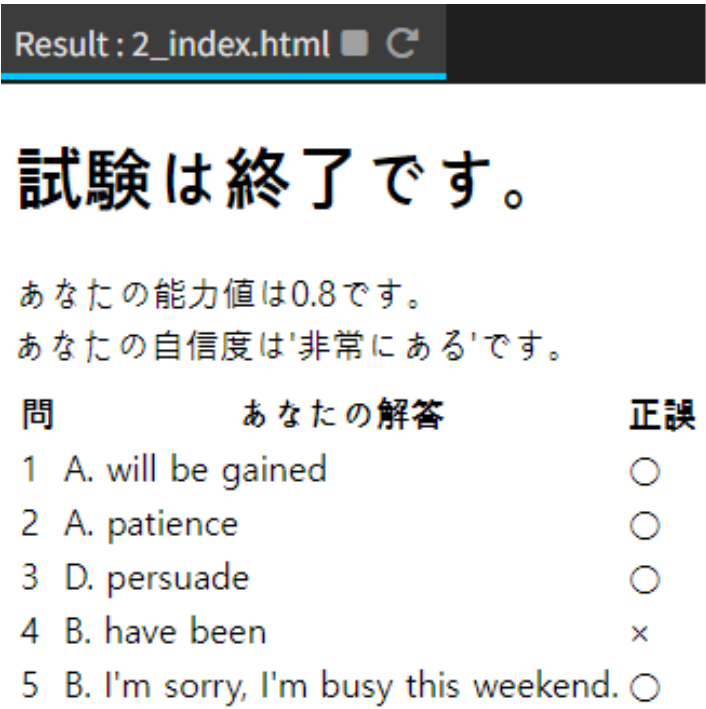 Result : 2_index.html
試験は終了です。
あなたの能力値は0.8です。
あなたの自信度は'非常にある'です。
問 あなたの解答 正誤
1 A. will be gained ○
2 A. patience ○
3 D. persuade ○
4 B. have been ×
5 B. I'm sorry, I'm busy this weekend. ○